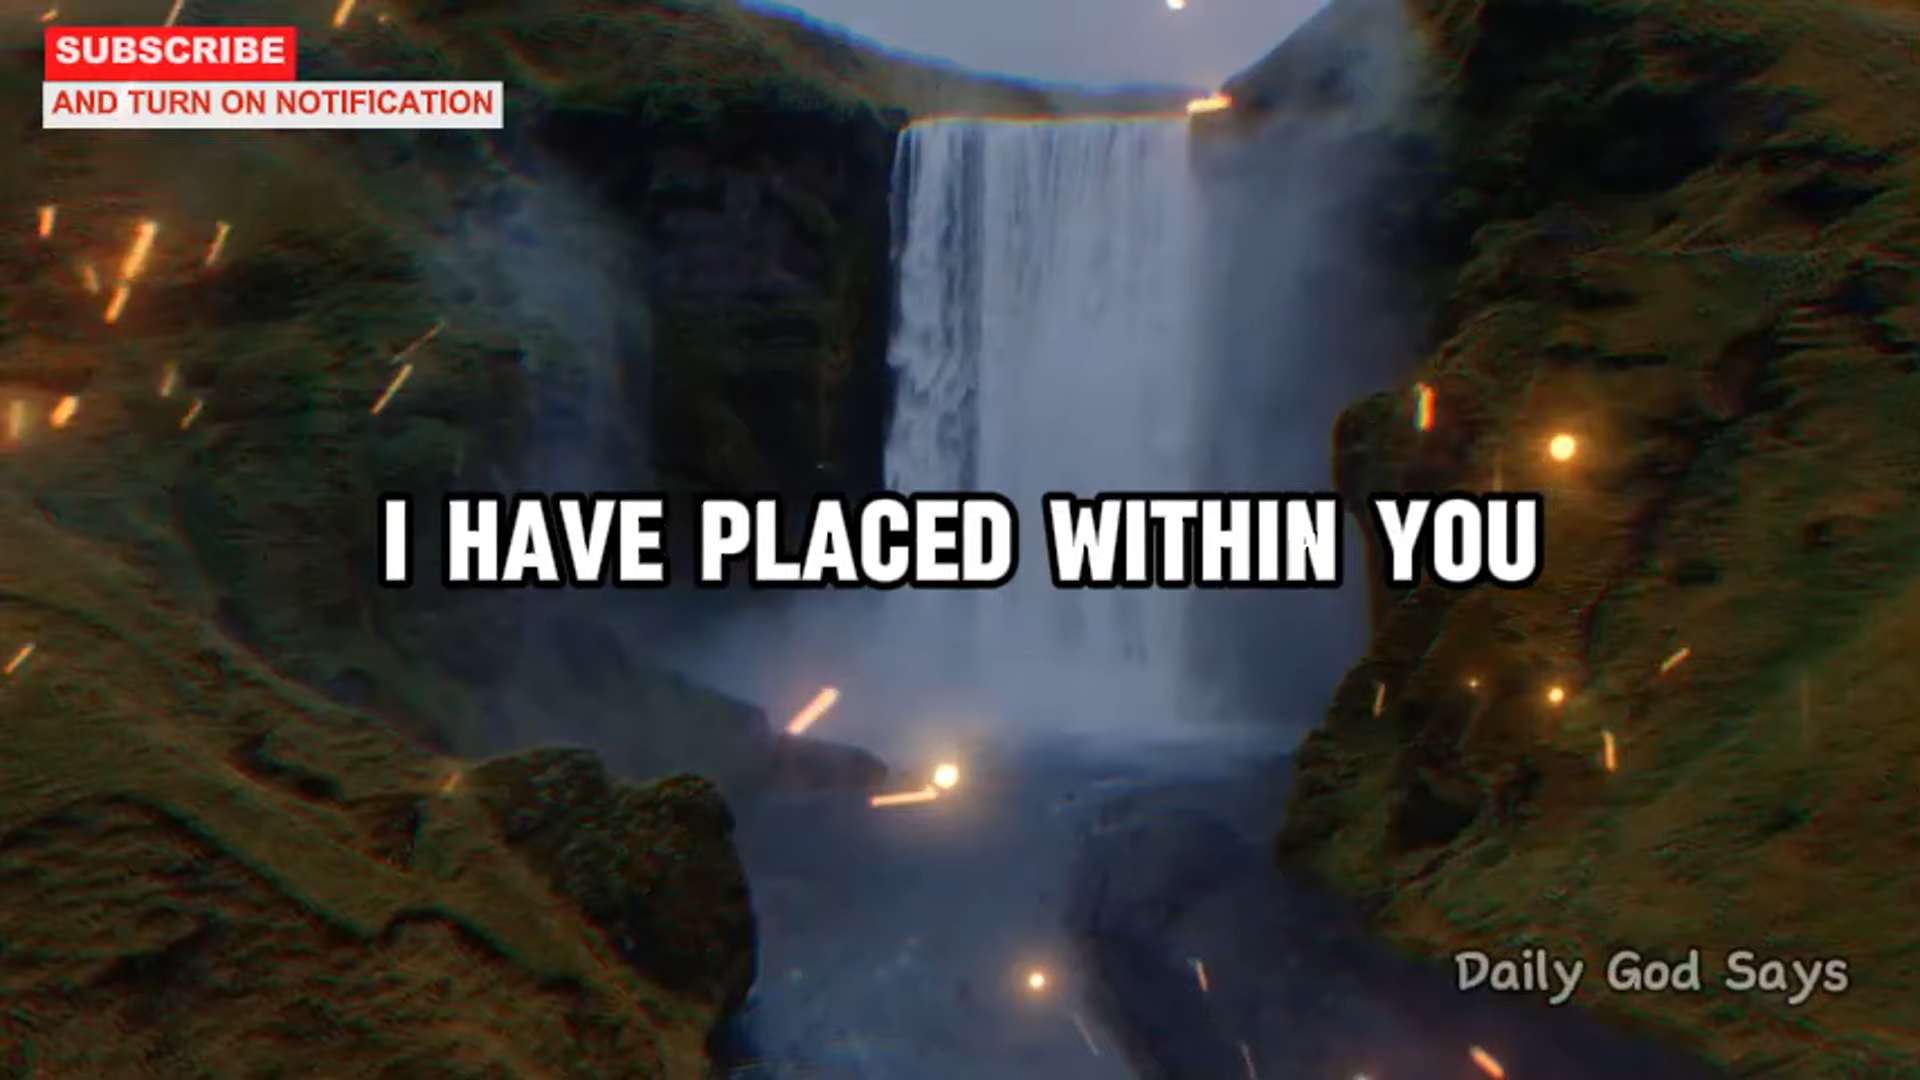 SUBSCRIBE
AND TURN ON NOTIFICATION
I HAVE PLACED WITHIN YOU
Daily God Says